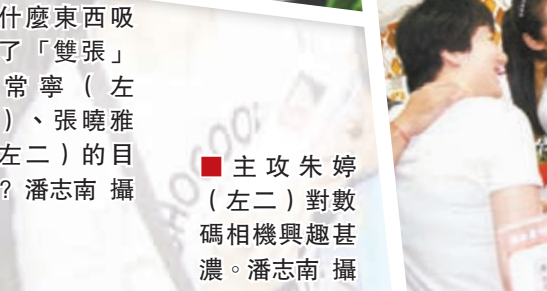 什麼東西吸
了「雙張」
常寧（左
）、張曉雅
左二）的目
？潘志南 攝
■主攻朱婷
（左二）對數
碼相機興趣甚
濃。潘志南 攝